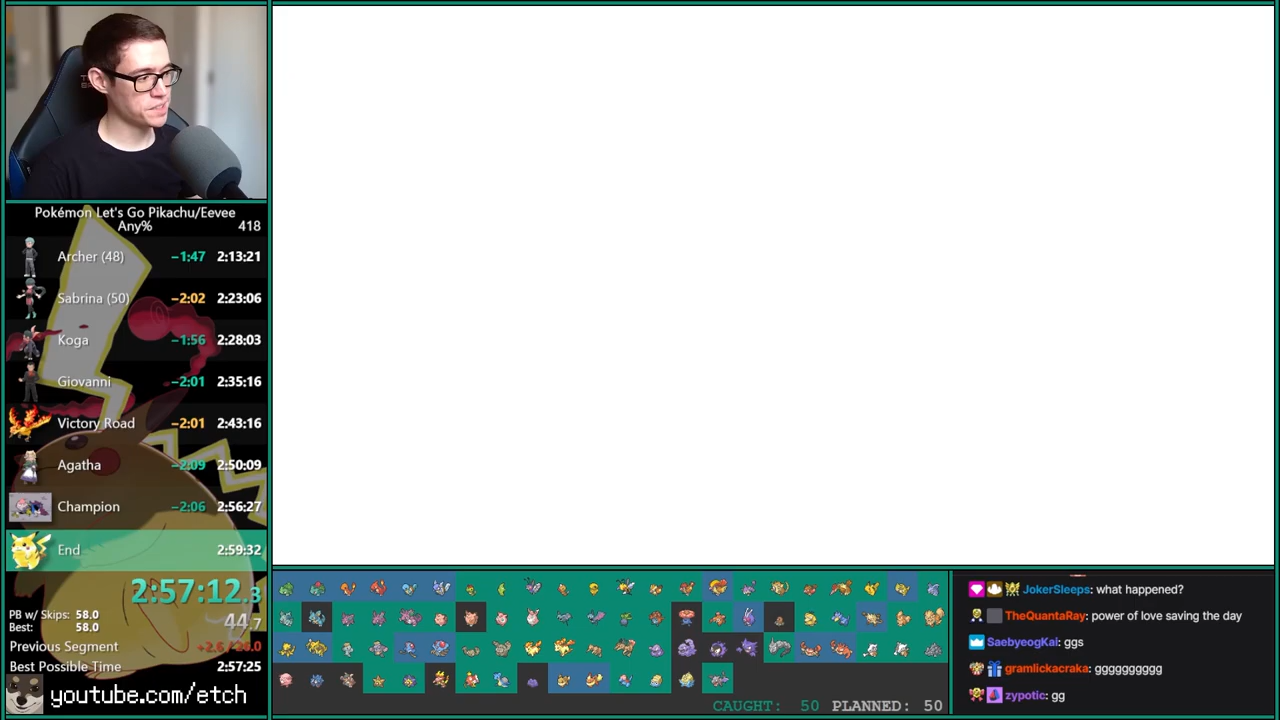 Pokémon Let's Go Pikachu/Eevee
Any% 418
Archer (48) −1:47 2:13:21
Sabrina (50) −2:02 2:23:06
Koga −1:56 2:28:03
Giovanni −2:01 2:35:16
Victory Road −2:01 2:43:16
Agatha −2:09 2:50:09
Champion −2:06 2:56:27
End 2:59:32
2:57:12.3
PB w/ Skips: 58.0
Best: 58.0
44.7
Previous Segment
Best Possible Time 2:57:25
youtube.com/etch
CAUGHT: 50 PLANNED: 50
JokerSleeps: what happened?
TheQuantaRay: power of love saving the day
SaebyeogKai: ggs
gramlickacraka: gggggggggg
zypotic: gg